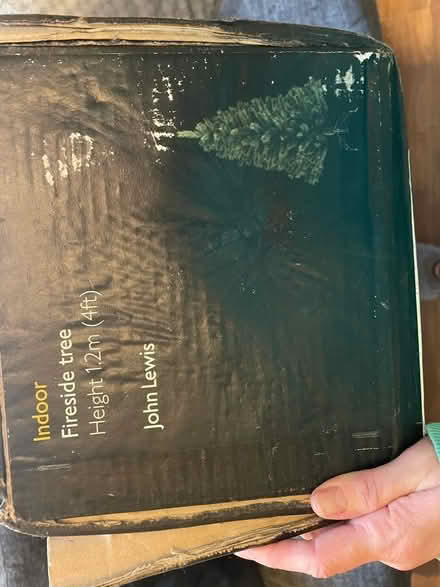 Indoor
Fireside tree
Height 1.2m (4ft)
John Lewis